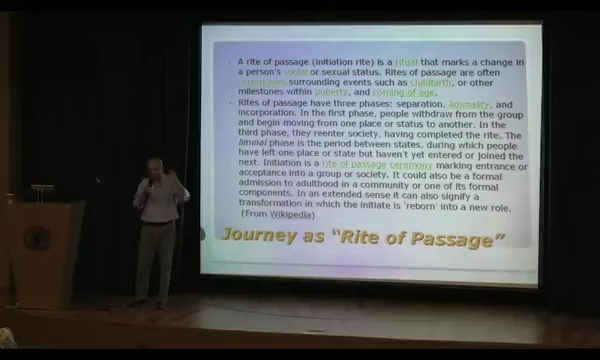 A rite of passage (initiation rite) is a ritual that marks a change in
a person's social or sexual status. Rites of passage are often
ceremonies surrounding events such as childbirth, or other
milestones within puberty, and coming of age.
Rites of passage have three phases: separation, liminality, and
incorporation. In the first phase, people withdraw from the group
and begin moving from one place or status to another. In the
third phase, they reenter society, having completed the rite. The
liminal phase is the period between states, during which people
have left one place or state but haven't yet entered or joined the
next. Initiation is a rite of passage ceremony marking entrance or
acceptance into a group or society. It could also be a formal
admission to adulthood in a community or one of its formal
components. In an extended sense it can also signify a
transformation in which the initiate is 'reborn' into a new role.
(From Wikipedia)
Journey as "Rite of Passage"